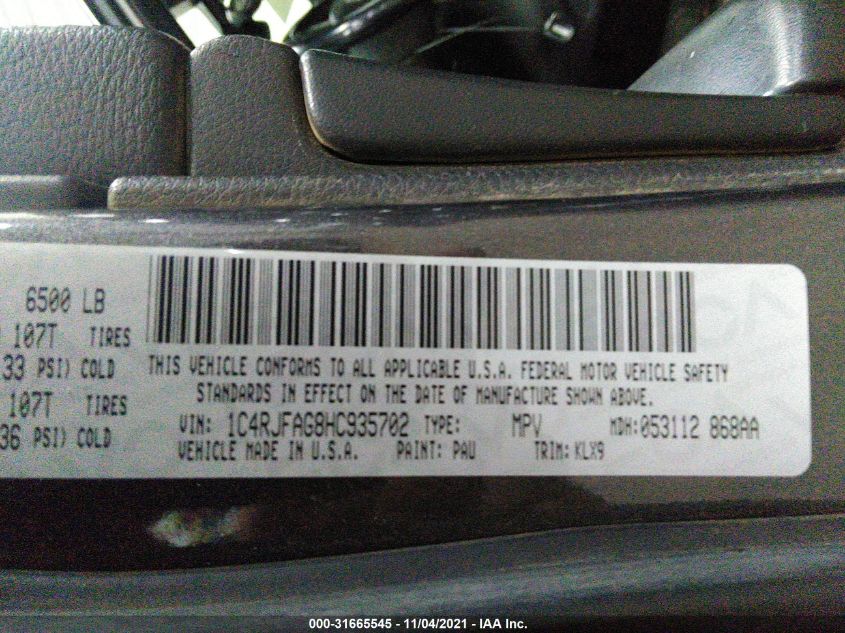 6500 LB
107T TIRES
33 PSI) COLD
107T TIRES
36 PSI) COLD
THIS VEHICLE CONFORMS TO ALL APPLICABLE U.S.A. FEDERAL MOTOR VEHICLE SAFETY
STANDARDS IN EFFECT ON THE DATE OF MANUFACTURE SHOWN ABOVE.
VIN: 1C4RJFAG8HC935702 TYPE: MPV MDH:053112 868AA
VEHICLE MADE IN U.S.A. PAINT: PAU TRIM: KLX9
000-31665545 - 11/04/2021 - IAA Inc.